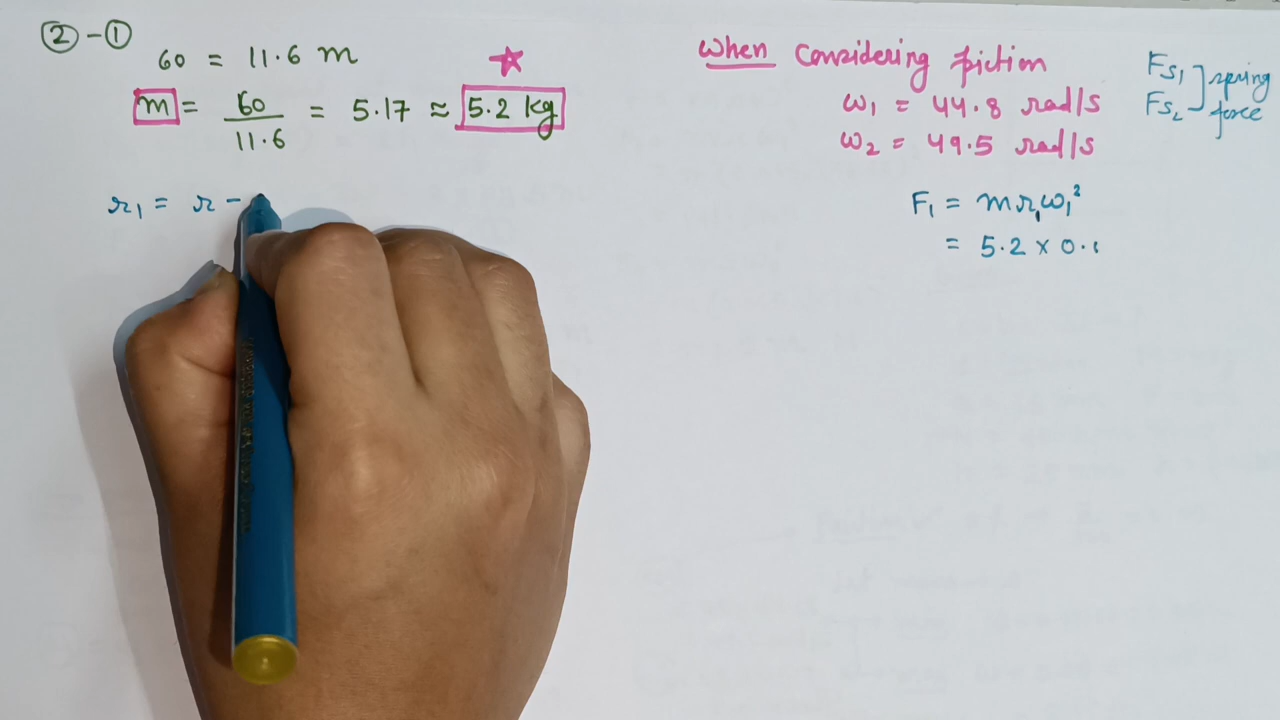 ② - ①
60 = 11.6 m
m = 60/11.6 = 5.17 ≈ 5.2 kg
r₁ = r -
When Considering friction
ω₁ = 44.8 rad/s
ω₂ = 49.5 rad/s
Fs₁ Fs₂ ] spring force
F₁ = m r₁ ω₁²
= 5.2 × 0.1